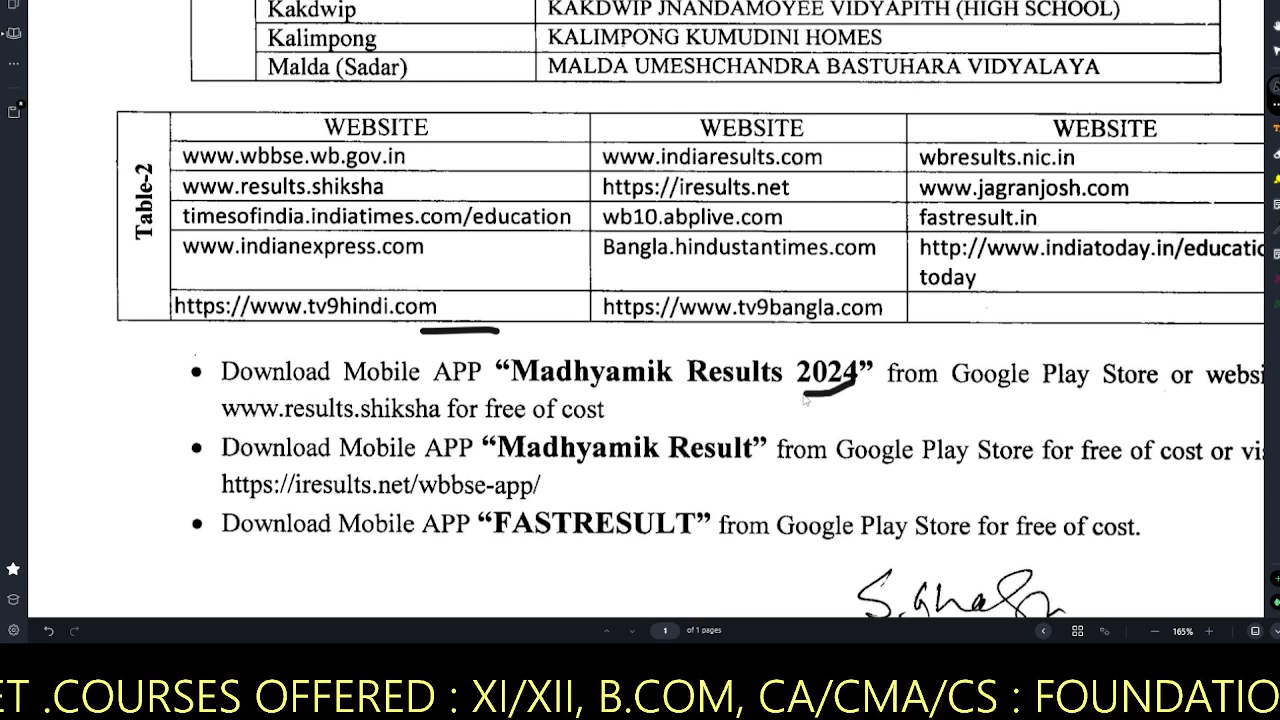 Kakdwip KAKDWIP JNANDAMOYEE VIDYAPITH (HIGH SCHOOL)
Kalimpong KALIMPONG KUMUDINI HOMES
Malda (Sadar) MALDA UMESHCHANDRA BASTUHARA VIDYALAYA
Table-2
WEBSITE WEBSITE WEBSITE
www.wbbse.wb.gov.in www.indiaresults.com wbresults.nic.in
www.results.shiksha https://iresults.net www.jagranjosh.com
timesofindia.indiatimes.com/education wb10.abplive.com fastresult.in
www.indianexpress.com Bangla.hindustantimes.com http://www.indiatoday.in/educatio
today
https://www.tv9hindi.com https://www.tv9bangla.com
• Download Mobile APP “Madhyamik Results 2024” from Google Play Store or websi
www.results.shiksha for free of cost
• Download Mobile APP “Madhyamik Result” from Google Play Store for free of cost or vi
https://iresults.net/wbbse-app/
• Download Mobile APP “FASTRESULT” from Google Play Store for free of cost.
1 of 1 pages 165%
ET .COURSES OFFERED : XI/XII, B.COM, CA/CMA/CS : FOUNDATIO